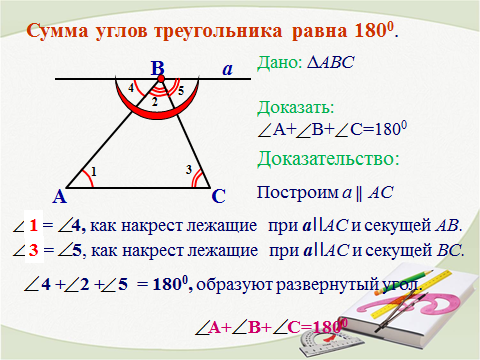 Сумма углов треугольника равна 180⁰.
Дано: ΔABC
B
a
4
2
5
Доказать:
∠A+∠B+∠C=180⁰
Доказательство:
1
3
A
C
Построим a ∥ AC
∠1 = ∠4, как накрест лежащие при a∥AC и секущей AB.
∠3 = ∠5, как накрест лежащие при a∥AC и секущей BC.
∠4 +∠2 +∠5 = 180⁰, образуют развернутый угол.
∠A+∠B+∠C=180⁰